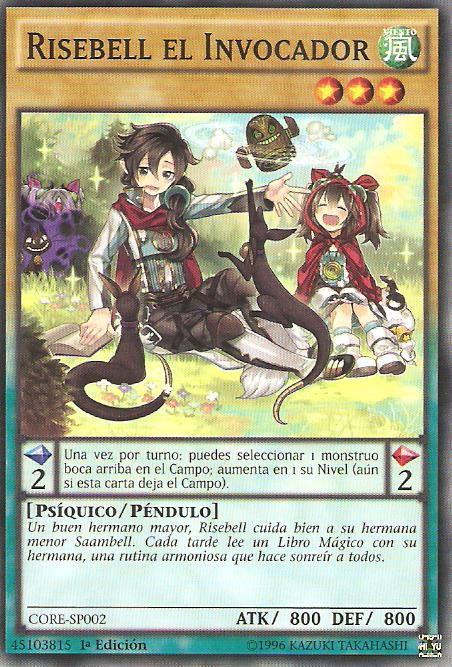 Risebell el Invocador
VIENTO
風
Una vez por turno: puedes seleccionar 1 monstruo
boca arriba en el Campo; aumenta en 1 su Nivel (aún
si esta carta deja el Campo).
2
2
[Psíquico/Péndulo]
Un buen hermano mayor, Risebell cuida bien a su hermana
menor Saambell. Cada tarde lee un Libro Mágico con su
hermana, una rutina armoniosa que hace sonreír a todos.
CORE-SP002
ATK/ 800 DEF/ 800
45103815 1ª Edición
©1996 KAZUKI TAKAHASHI